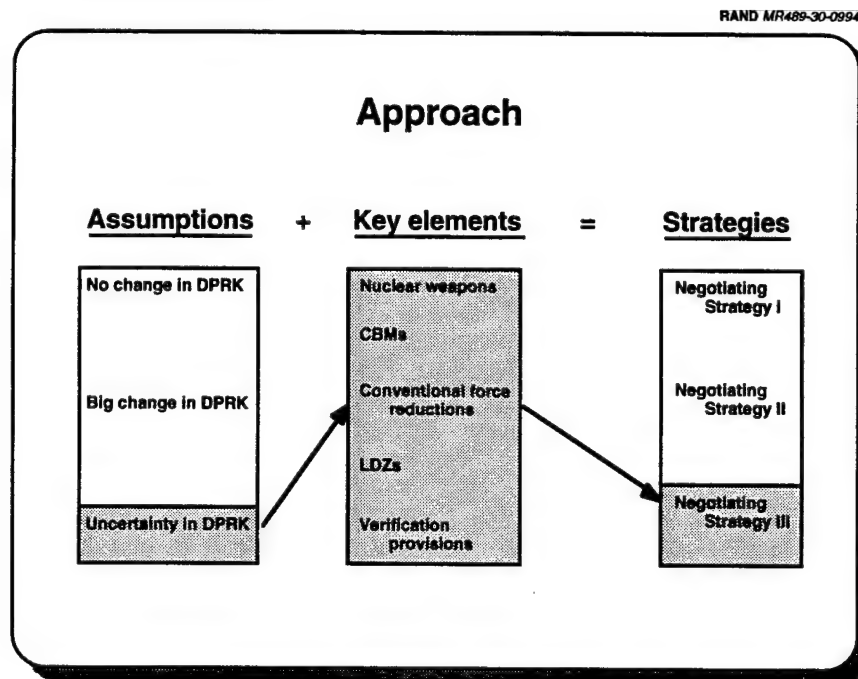 RAND MR489-30-0994
Approach
Assumptions + Key elements = Strategies
No change in DPRK
Big change in DPRK
Uncertainty in DPRK
Nuclear weapons
CBMs
Conventional force
reductions
LDZs
Verification
provisions
Negotiating
Strategy I
Negotiating
Strategy II
Negotiating
Strategy III